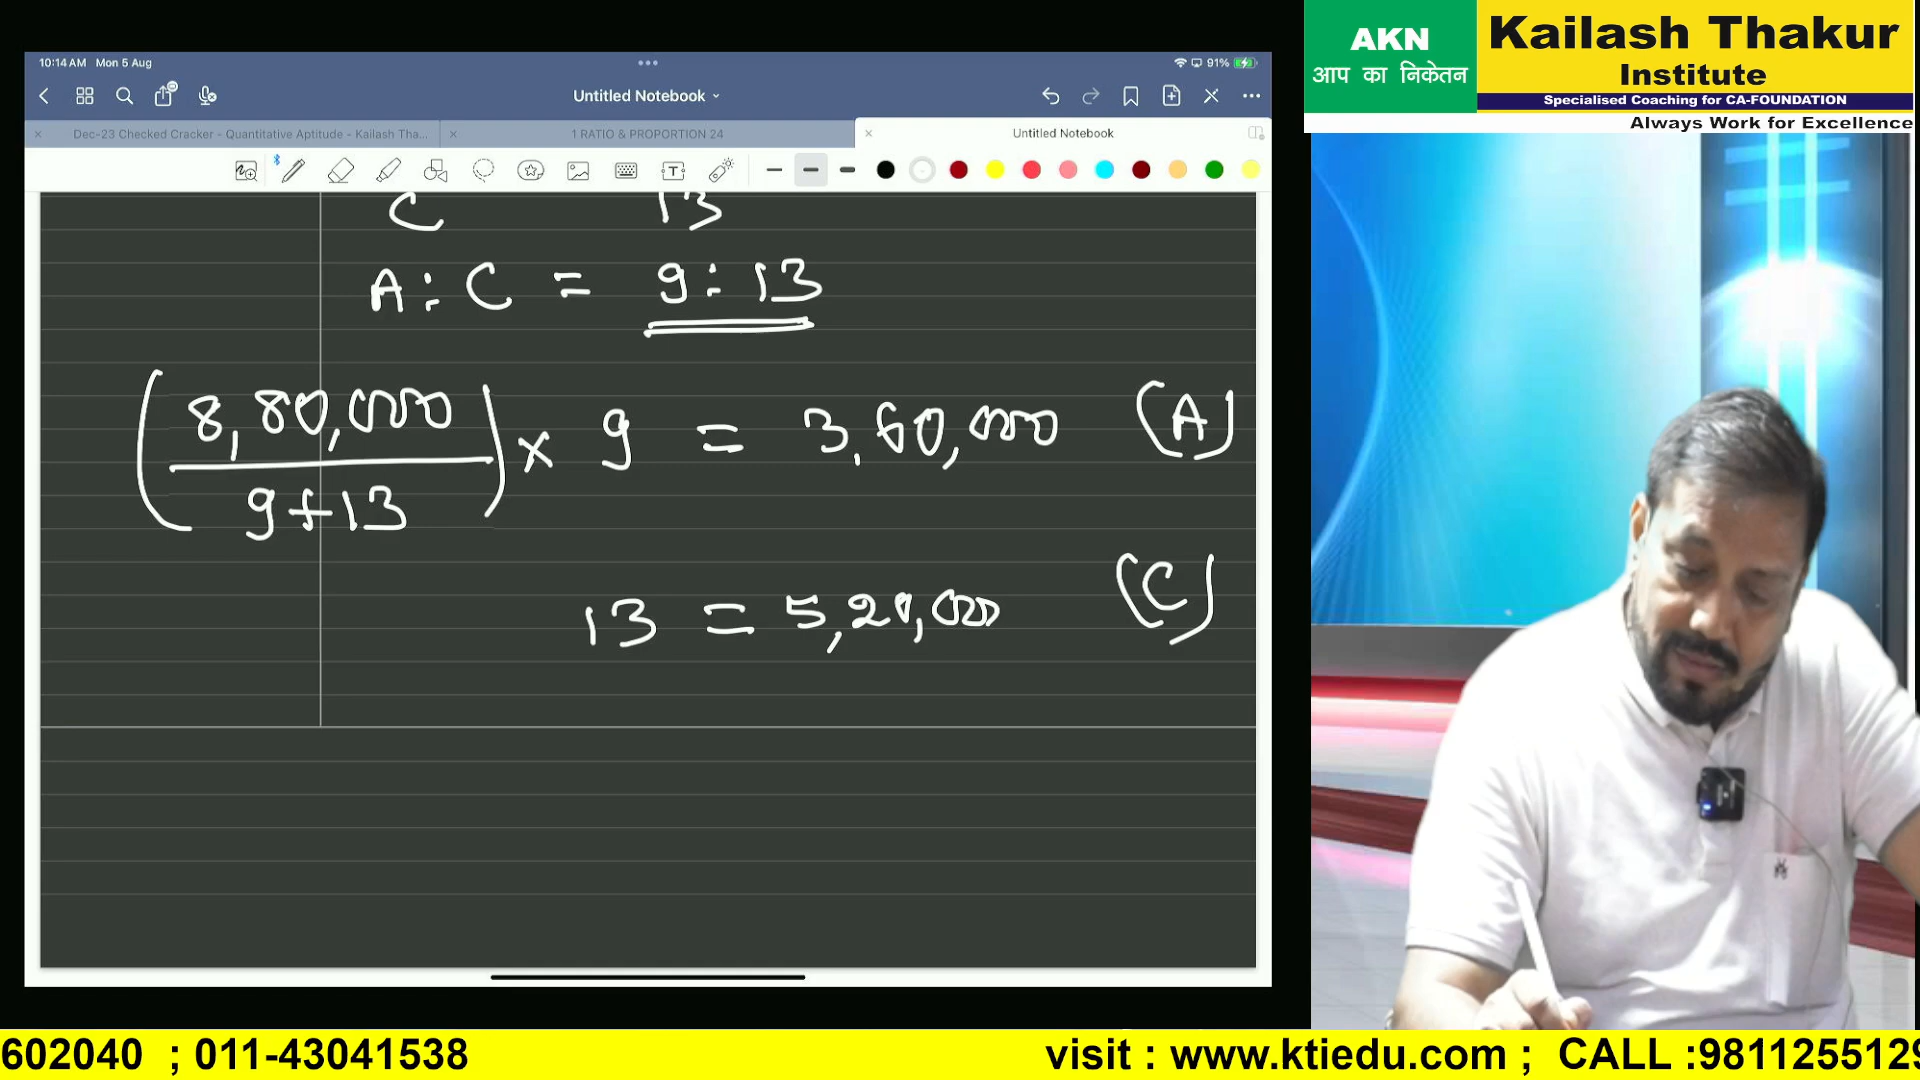 10:14 AM Mon 5 Aug
91%
Untitled Notebook
Dec-23 Checked Cracker - Quantitative Aptitude - Kailash Tha...
1 RATIO & PROPORTION 24
Untitled Notebook
C 13
A : C = 9 : 13
(8,80,000 / 9+13) × 9 = 3,60,000 (A)
13 = 5,20,000 (C)
AKN
आप का निकेतन
Kailash Thakur
Institute
Specialised Coaching for CA-FOUNDATION
Always Work for Excellence
602040 ; 011-43041538 visit : www.ktiedu.com ; CALL :9811255129